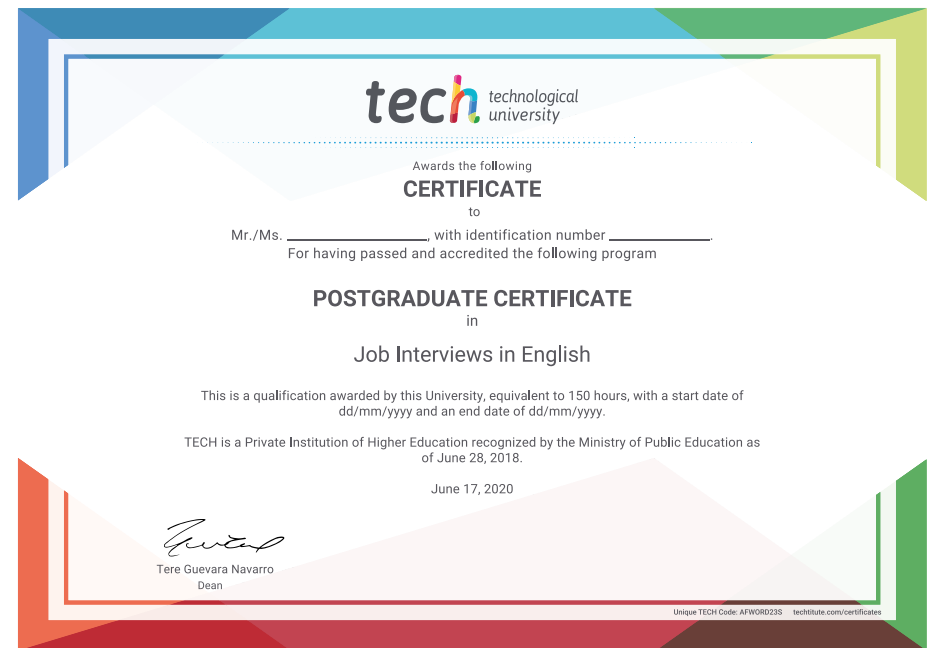 tech technological
university
Awards the following
CERTIFICATE
to
Mr./Ms. ____________________, with identification number ______________.
For having passed and accredited the following program
POSTGRADUATE CERTIFICATE
in
Job Interviews in English
This is a qualification awarded by this University, equivalent to 150 hours, with a start date of
dd/mm/yyyy and an end date of dd/mm/yyyy.
TECH is a Private Institution of Higher Education recognized by the Ministry of Public Education as
of June 28, 2018.
June 17, 2020
Tere Guevara Navarro
Dean
Unique TECH Code: AFWORD23S techtitute.com/certificates